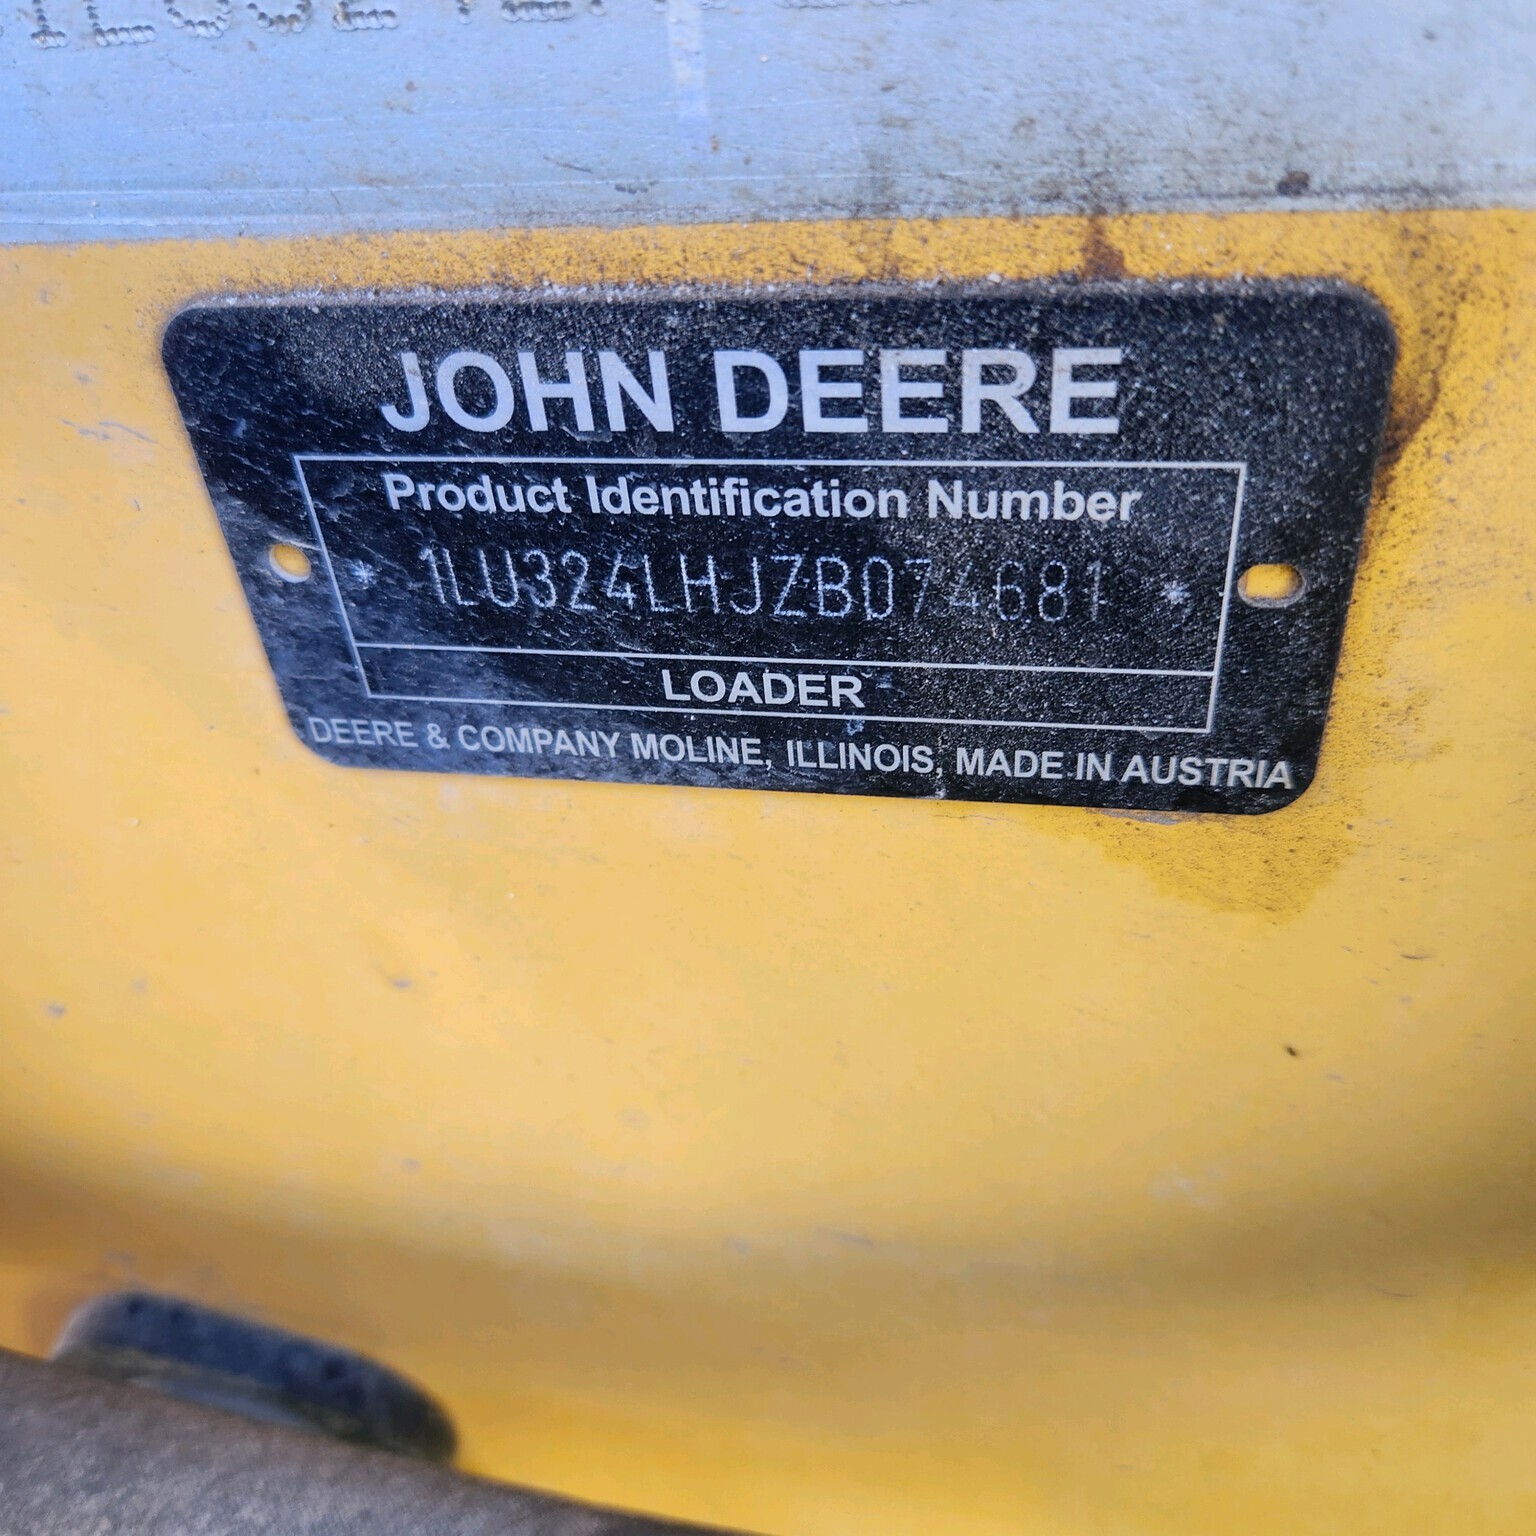 JOHN DEERE
Product Identification Number
* 1LU324LHJZB074681 *
LOADER
DEERE & COMPANY MOLINE, ILLINOIS, MADE IN AUSTRIA